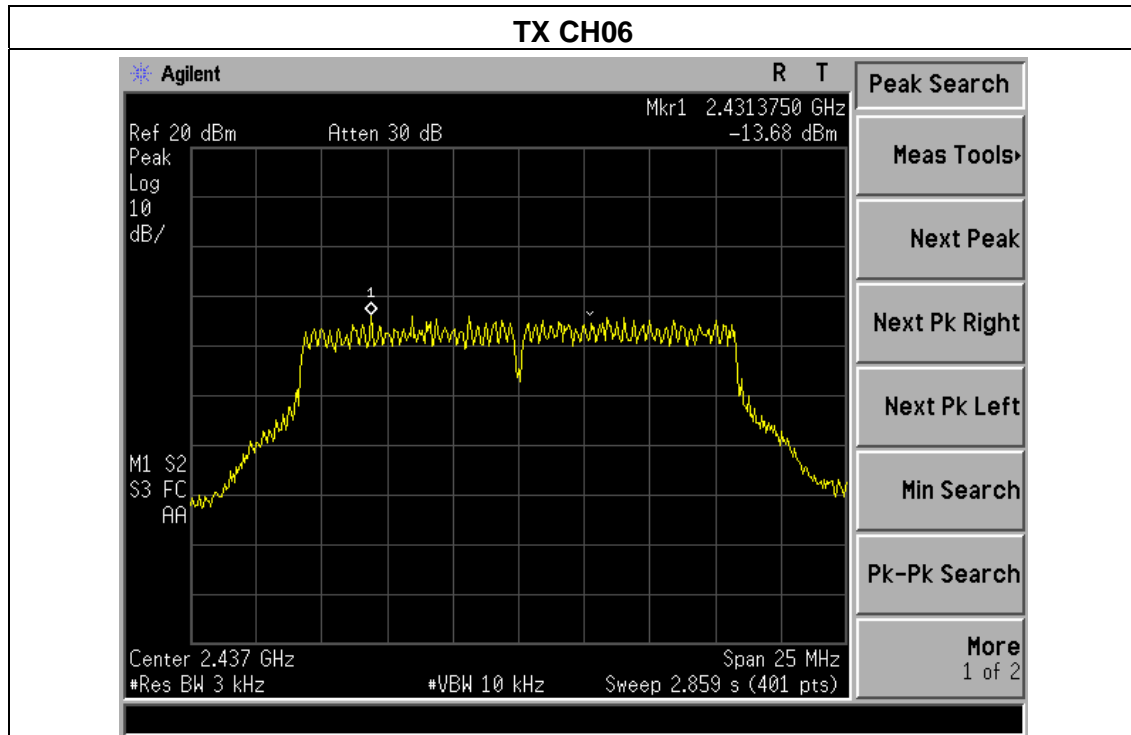 TX CH06
Agilent R T
Mkr1 2.4313750 GHz
Ref 20 dBm Atten 30 dB -13.68 dBm
Peak
Log
10
dB/
1
M1 S2
S3 FC
AA
Center 2.437 GHz Span 25 MHz
#Res BW 3 kHz #VBW 10 kHz Sweep 2.859 s (401 pts)
Peak Search
Meas Tools
Next Peak
Next Pk Right
Next Pk Left
Min Search
Pk-Pk Search
More
1 of 2